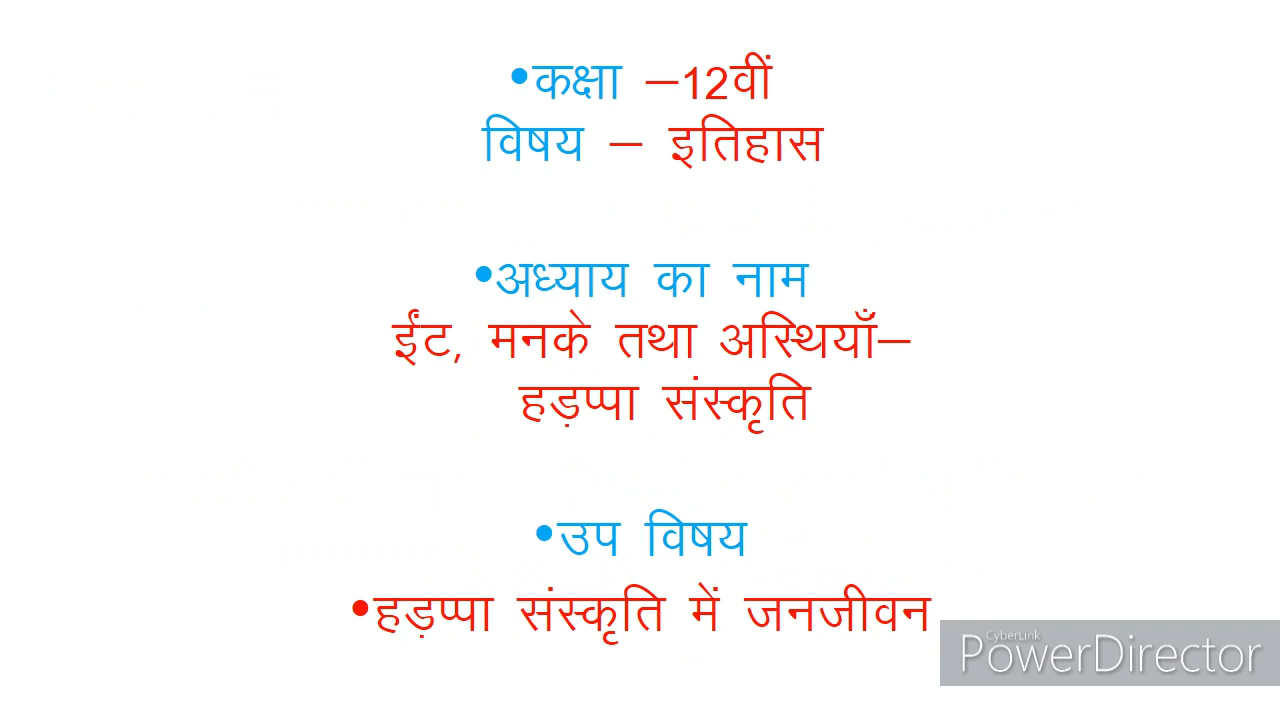 •कक्षा –12वीं
विषय – इतिहास
•अध्याय का नाम
ईंट, मनके तथा अस्थियाँ–
हड़प्पा संस्कृति
•उप विषय
•हड़प्पा संस्कृति में जनजीवन
CyberLink
PowerDirector